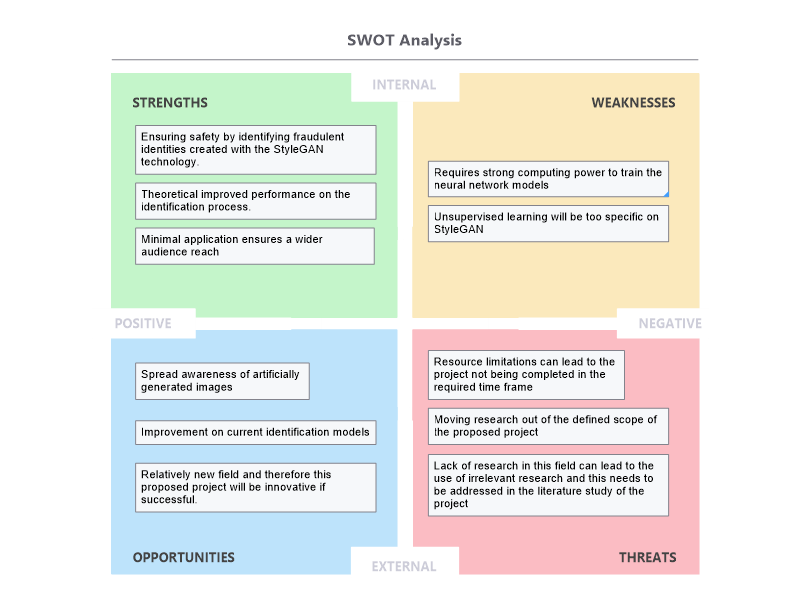 SWOT Analysis
INTERNAL
STRENGTHS
Ensuring safety by identifying fraudulent
identities created with the StyleGAN
technology.
Theoretical improved performance on the
identification process.
Minimal application ensures a wider
audience reach
WEAKNESSES
Requires strong computing power to train the
neural network models
Unsupervised learning will be too specific on
StyleGAN
POSITIVE
NEGATIVE
Spread awareness of artificially
generated images
Improvement on current identification models
Relatively new field and therefore this
proposed project will be innovative if
successful.
OPPORTUNITIES
Resource limitations can lead to the
project not being completed in the
required time frame
Moving research out of the defined scope of
the proposed project
Lack of research in this field can lead to the
use of irrelevant research and this needs to
be addressed in the literature study of the
project
THREATS
EXTERNAL